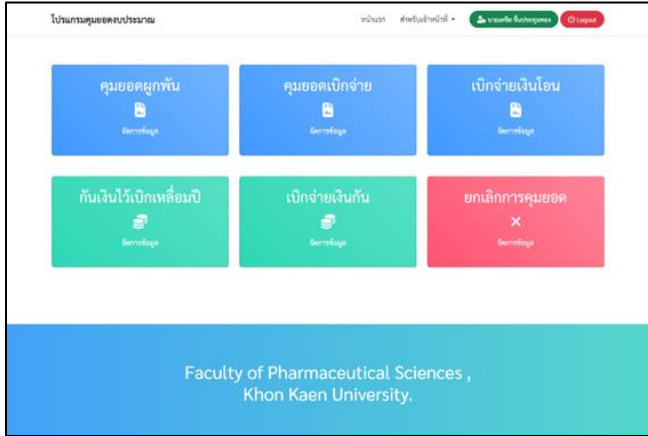 โปรแกรมคุมยอดงบประมาณ
หน้าแรก สำหรับเจ้าหน้าที่ Logout
คุมยอดผูกพัน คุมยอดเบิกจ่าย เบิกจ่ายเงินโอน
จัดการข้อมูล จัดการข้อมูล จัดการข้อมูล
กันเงินไว้เบิกเหลื่อมปี เบิกจ่ายเงินกัน ยกเลิกการคุมยอด
จัดการข้อมูล จัดการข้อมูล จัดการข้อมูล
Faculty of Pharmaceutical Sciences ,
Khon Kaen University.